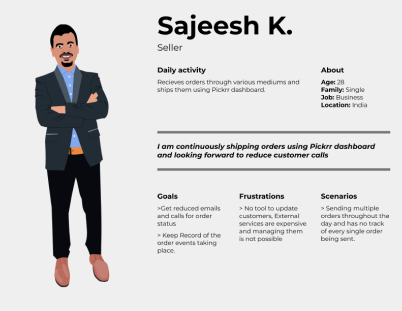 Sajeesh K.
Seller
Daily activity
Recieves orders through various mediums and
ships them using Pickrr dashboard.
About
Age: 28
Family: Single
Job: Business
Location: India
I am continuously shipping orders using Pickrr dashboard
and looking forward to reduce customer calls
Goals
>Get reduced emails
and calls for order
status
> Keep Record of the
order events taking
place.
Frustrations
> No tool to update
customers, External
services are expensive
and managing them
is not possible
Scenarios
> Sending multiple
orders throughout the
day and has no track
of every single order
being sent.